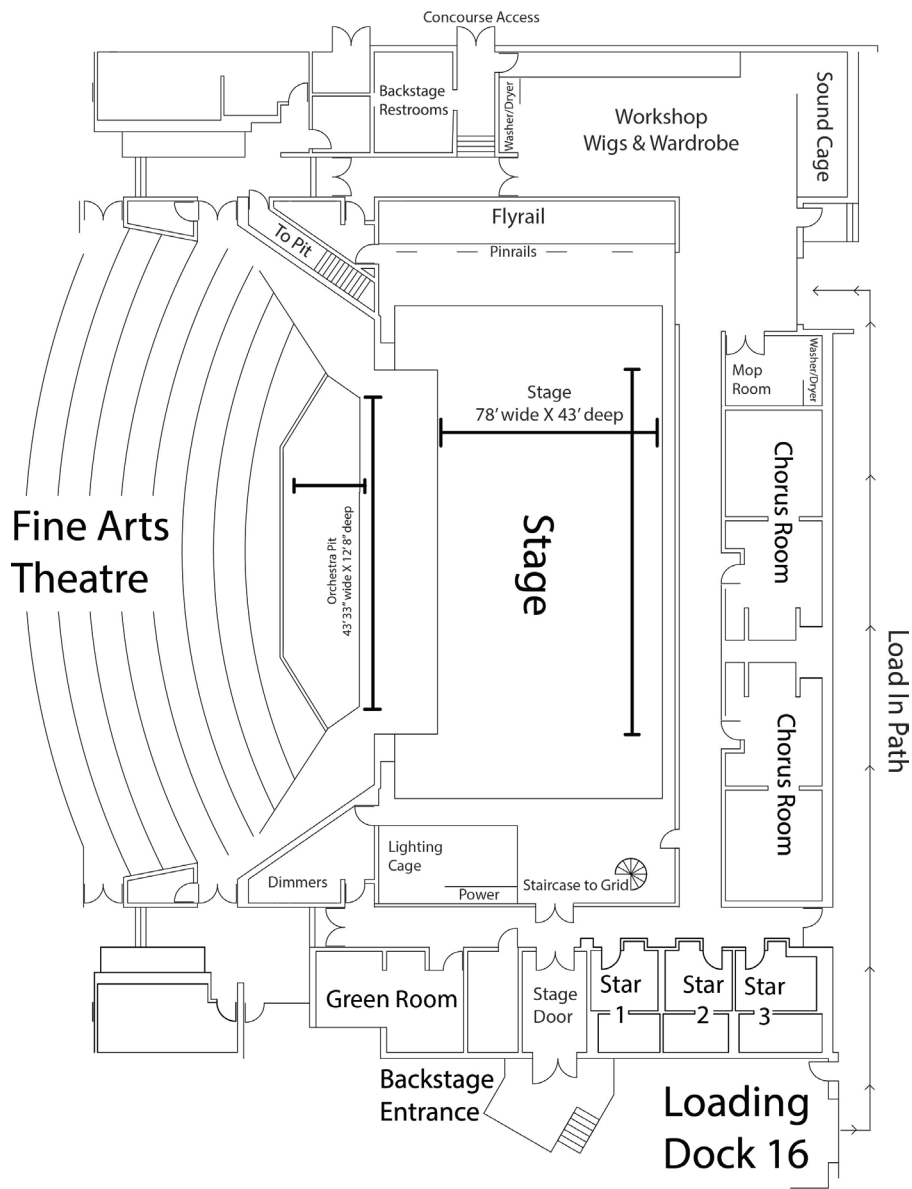 Concourse Access
Backstage
Restrooms
Washer/Dryer
Workshop
Wigs & Wardrobe
Sound Cage
Flyrail
To Pit
Pinrails
Mop
Room
Washer/Dryer
Stage
78' wide X 43' deep
Chorus Room
Fine Arts
Theatre
Orchestra Pit
43' 33" wide X 12' 8" deep
Stage
Load In Path
Chorus Room
Lighting
Cage
Dimmers
Power
Staircase to Grid
Green Room
Stage
Door
Star
1
Star
2
Star
3
Backstage
Entrance
Loading
Dock 16